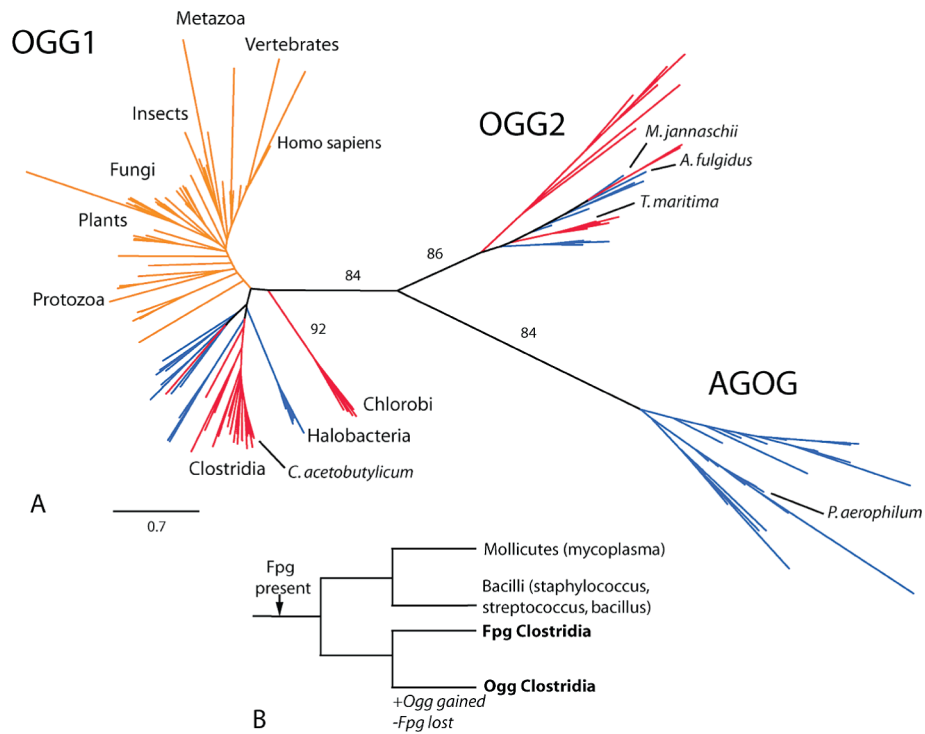 OGG1
Metazoa
Vertebrates
Insects
Homo sapiens
Fungi
Plants
Protozoa
OGG2
M. jannaschii
A. fulgidus
T. maritima
86
84
92
84
AGOG
Chlorobi
Halobacteria
Clostridia
C. acetobutylicum
P. aerophilum
A
0.7
Fpg
present
Mollicutes (mycoplasma)
Bacilli (staphylococcus,
streptococcus, bacillus)
Fpg Clostridia
Ogg Clostridia
+Ogg gained
-Fpg lost
B